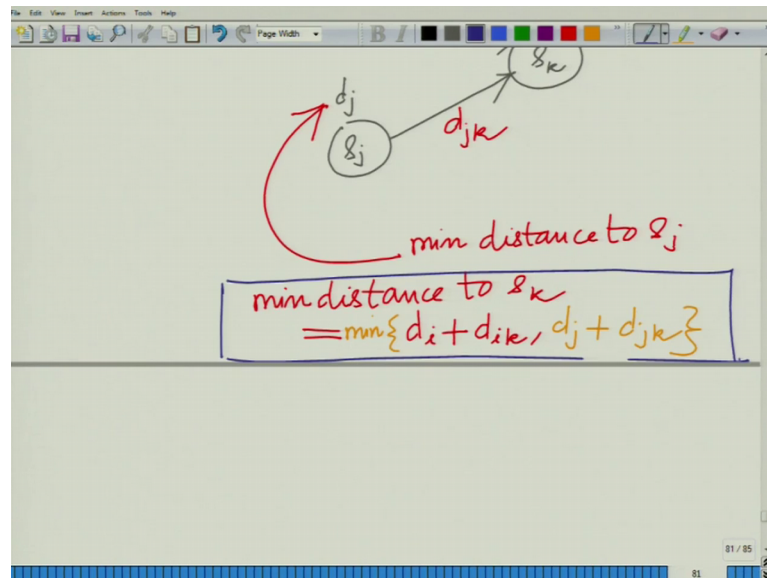 File Edit View Insert Actions Tools Help
Page Width B I
s_k
d_j
d_jk
s_j
min distance to s_j
min distance to s_k
= min{d_i + d_ik, d_j + d_jk}
81 / 85
81